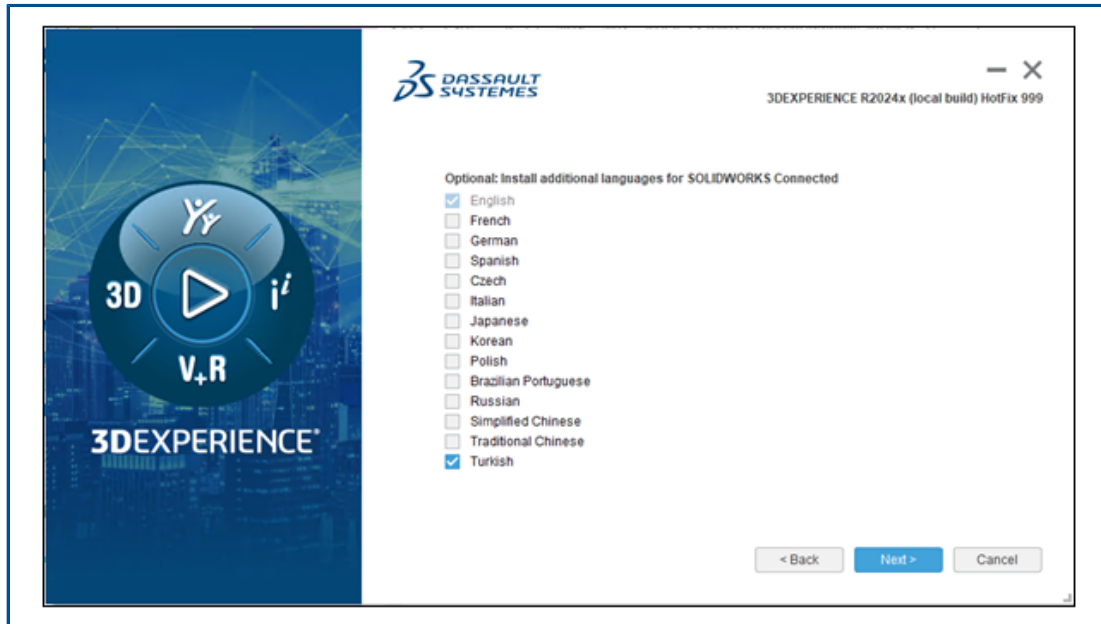 DASSAULT
SYSTEMES
3DEXPERIENCE R2024x (local build) HotFix 999
Optional: Install additional languages for SOLIDWORKS Connected
English
French
German
Spanish
Czech
Italian
Japanese
Korean
Polish
Brazilian Portuguese
Russian
Simplified Chinese
Traditional Chinese
Turkish
3D
i
V+R
3DEXPERIENCE
< Back
Next >
Cancel